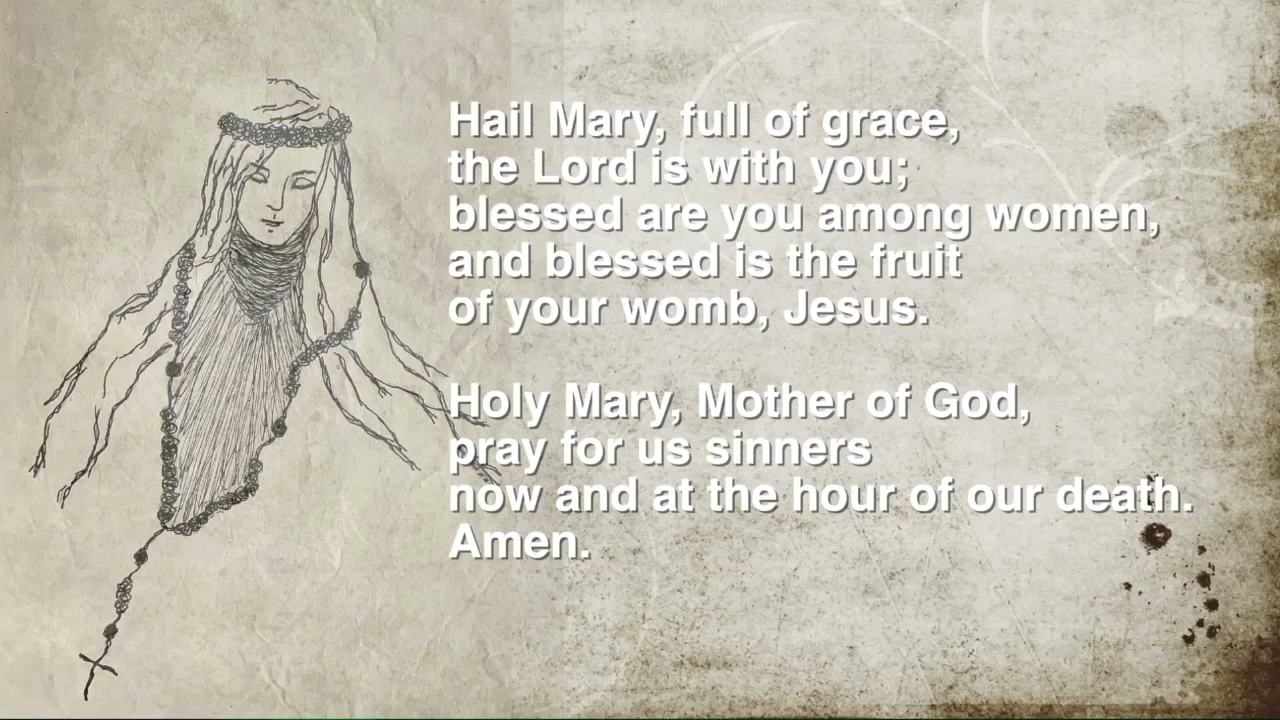 Hail Mary, full of grace,
the Lord is with you;
blessed are you among women,
and blessed is the fruit
of your womb, Jesus.
Holy Mary, Mother of God,
pray for us sinners
now and at the hour of our death.
Amen.